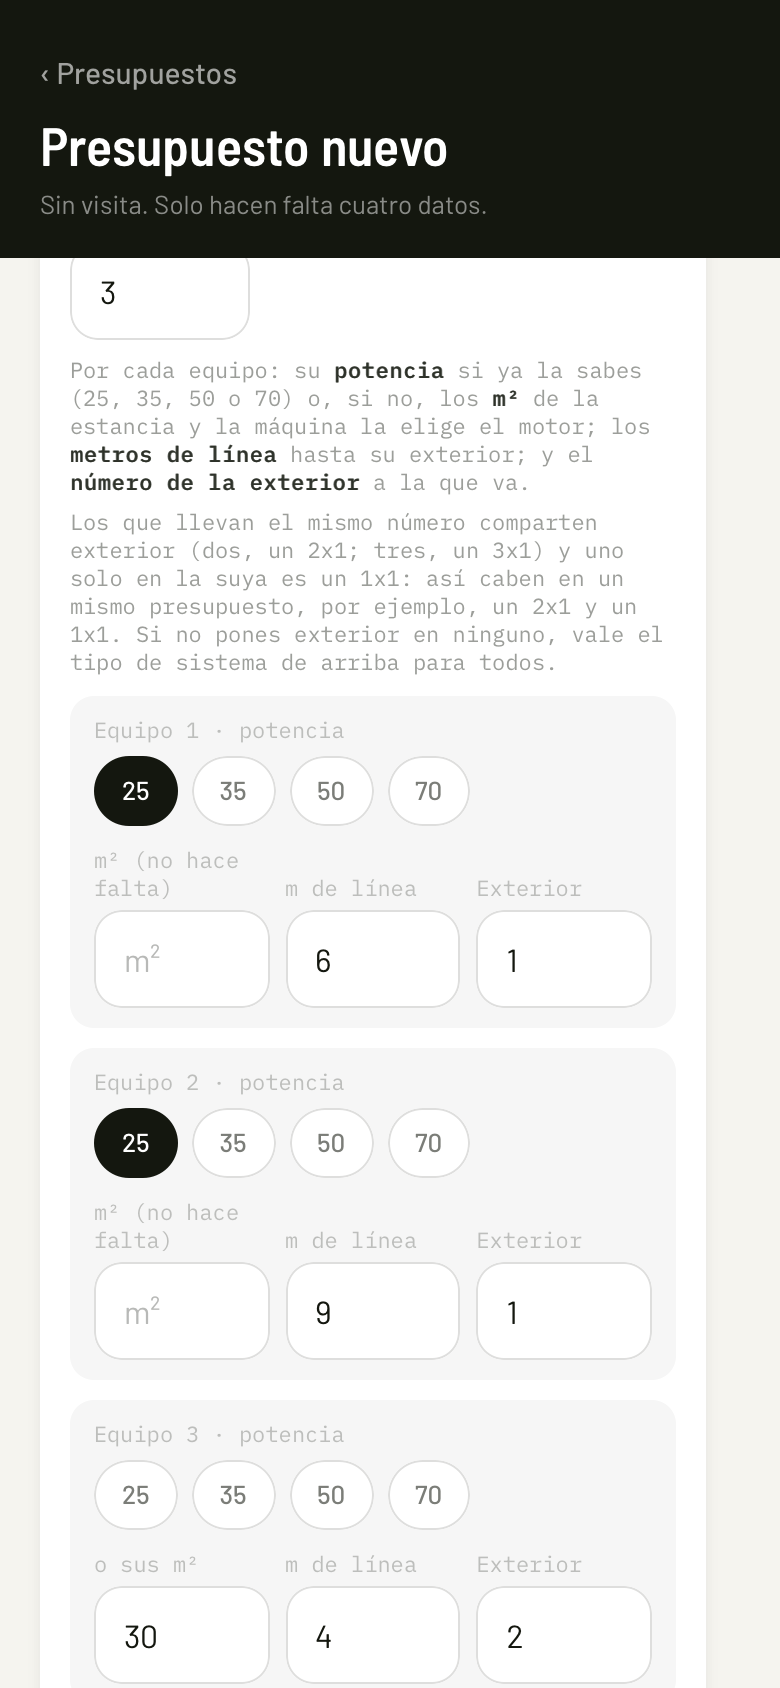 ‹ Presupuestos
Presupuesto nuevo
Sin visita. Solo hacen falta cuatro datos.
3
Por cada equipo: su potencia si ya la sabes
(25, 35, 50 o 70) o, si no, los m² de la
estancia y la máquina la elige el motor; los
metros de línea hasta su exterior; y el
número de la exterior a la que va.
Los que llevan el mismo número comparten
exterior (dos, un 2x1; tres, un 3x1) y uno
solo en la suya es un 1x1: así caben en un
mismo presupuesto, por ejemplo, un 2x1 y un
1x1. Si no pones exterior en ninguno, vale el
tipo de sistema de arriba para todos.
Equipo 1 · potencia
25 35 50 70
m² (no hace
falta) m de línea Exterior
m² 6 1
Equipo 2 · potencia
25 35 50 70
m² (no hace
falta) m de línea Exterior
m² 9 1
Equipo 3 · potencia
25 35 50 70
o sus m² m de línea Exterior
30 4 2